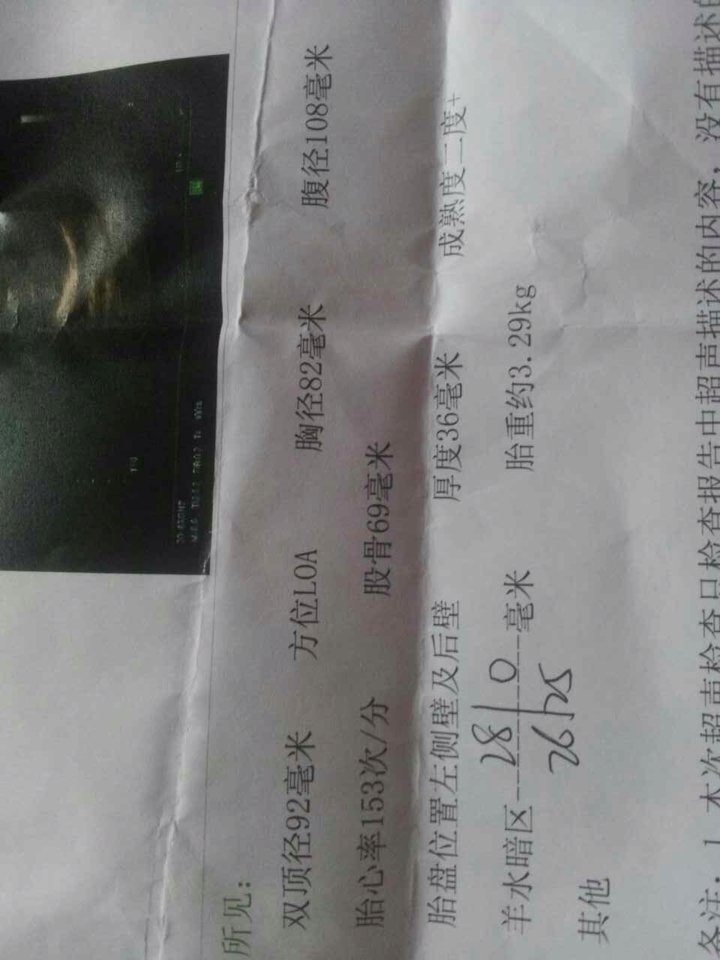 所见:
双顶径92毫米 方位LOA 胸径82毫米 腹径108毫米
胎心率153次/分 股骨69毫米
胎盘位置左侧壁及后壁 厚度36毫米 成熟度二度+
羊水暗区 28 0 26 25 毫米 胎重约3.29kg
其他
备注:1.本次超声检查只检查报告中超声描述的内容,没有描述的